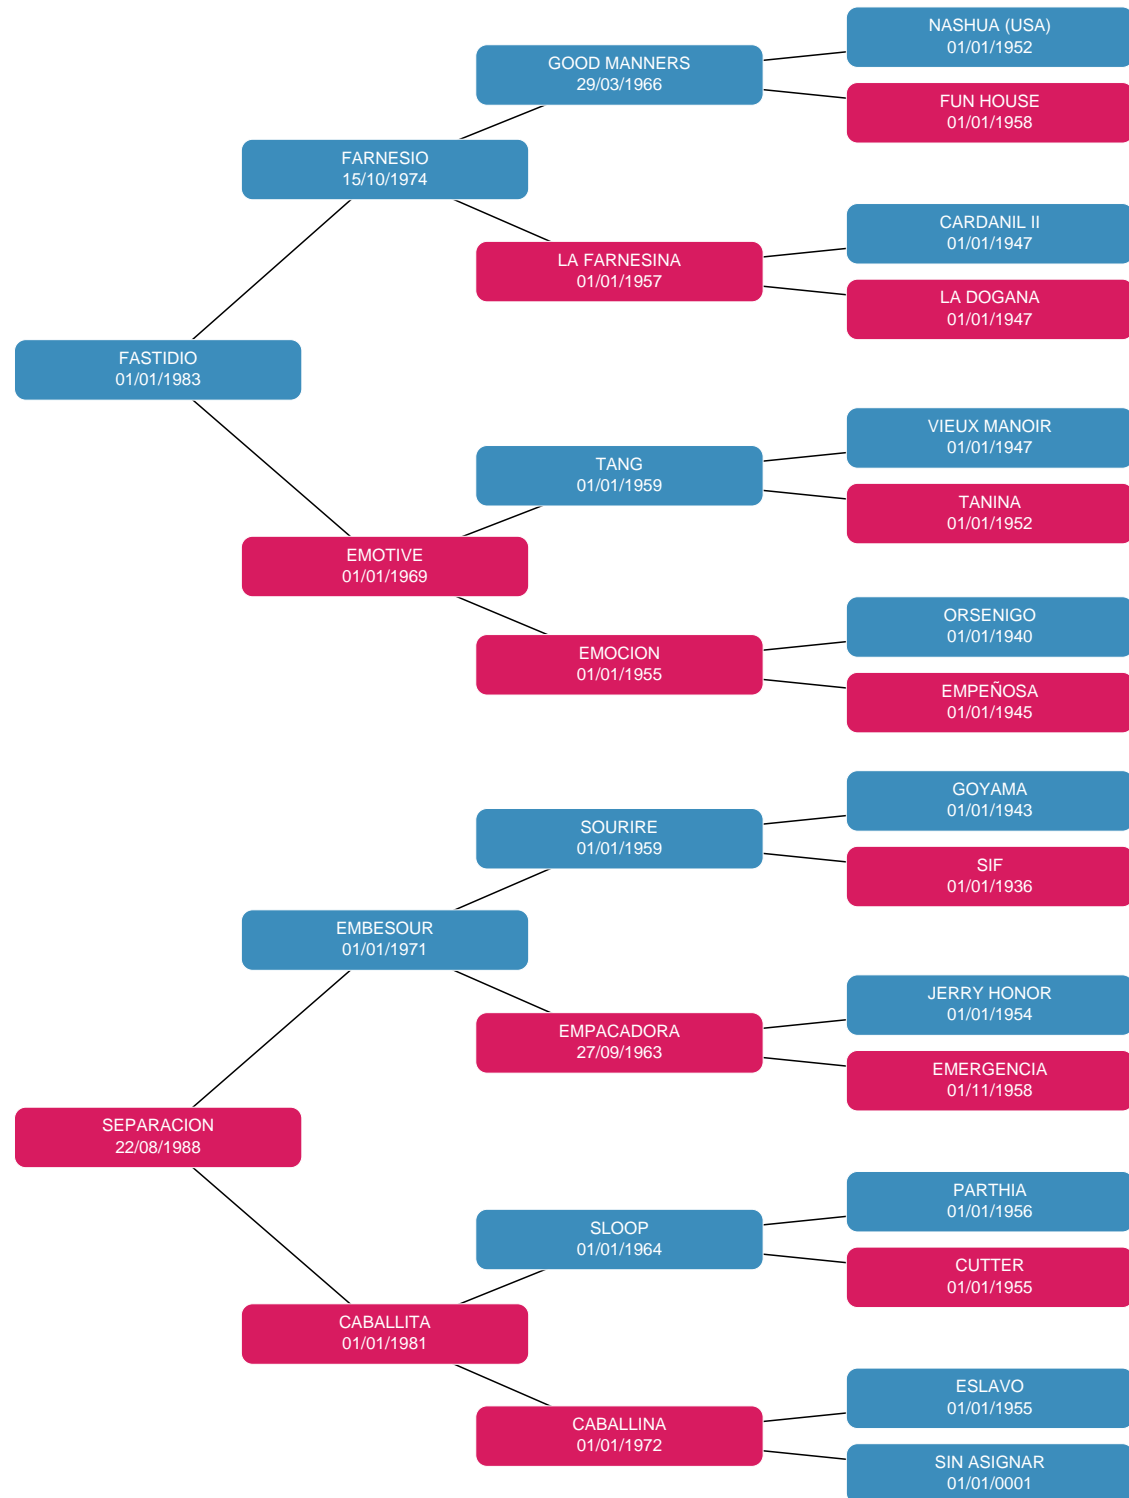 NASHUA (USA)
01/01/1952
GOOD MANNERS
29/03/1966
FUN HOUSE
01/01/1958
FARNESIO
15/10/1974
CARDANIL II
01/01/1947
LA FARNESINA
01/01/1957
LA DOGANA
01/01/1947
FASTIDIO
01/01/1983
VIEUX MANOIR
01/01/1947
TANG
01/01/1959
TANINA
01/01/1952
EMOTIVE
01/01/1969
ORSENIGO
01/01/1940
EMOCION
01/01/1955
EMPEÑOSA
01/01/1945
GOYAMA
01/01/1943
SOURIRE
01/01/1959
SIF
01/01/1936
EMBESOUR
01/01/1971
JERRY HONOR
01/01/1954
EMPACADORA
27/09/1963
EMERGENCIA
01/11/1958
SEPARACION
22/08/1988
PARTHIA
01/01/1956
SLOOP
01/01/1964
CUTTER
01/01/1955
CABALLITA
01/01/1981
ESLAVO
01/01/1955
CABALLINA
01/01/1972
SIN ASIGNAR
01/01/0001